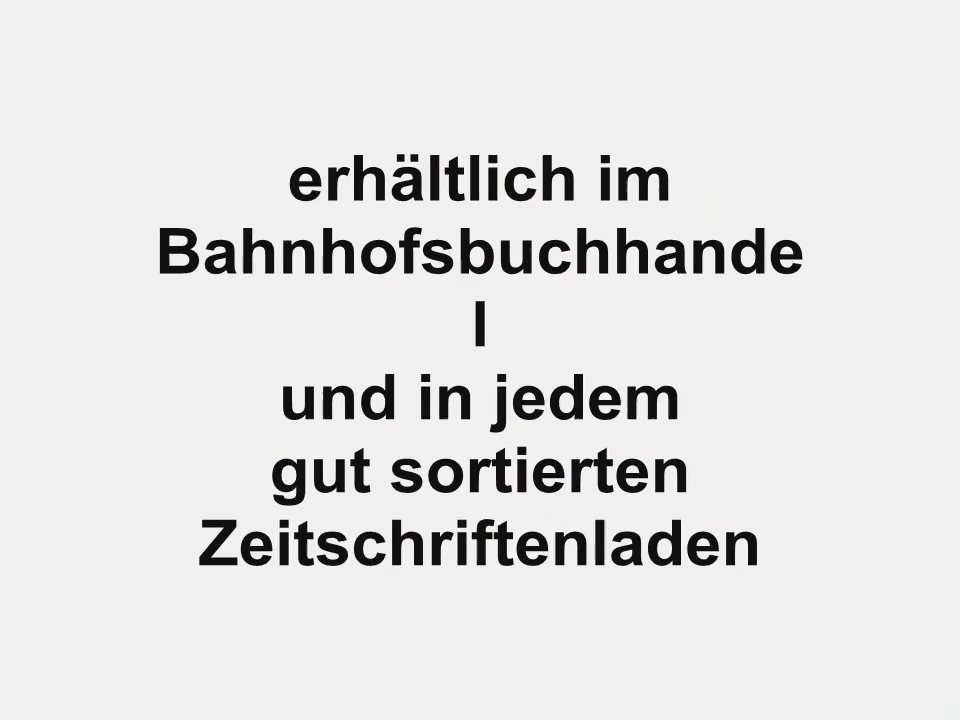 erhältlich im
Bahnhofsbuchhande
l
und in jedem
gut sortierten
Zeitschriftenladen